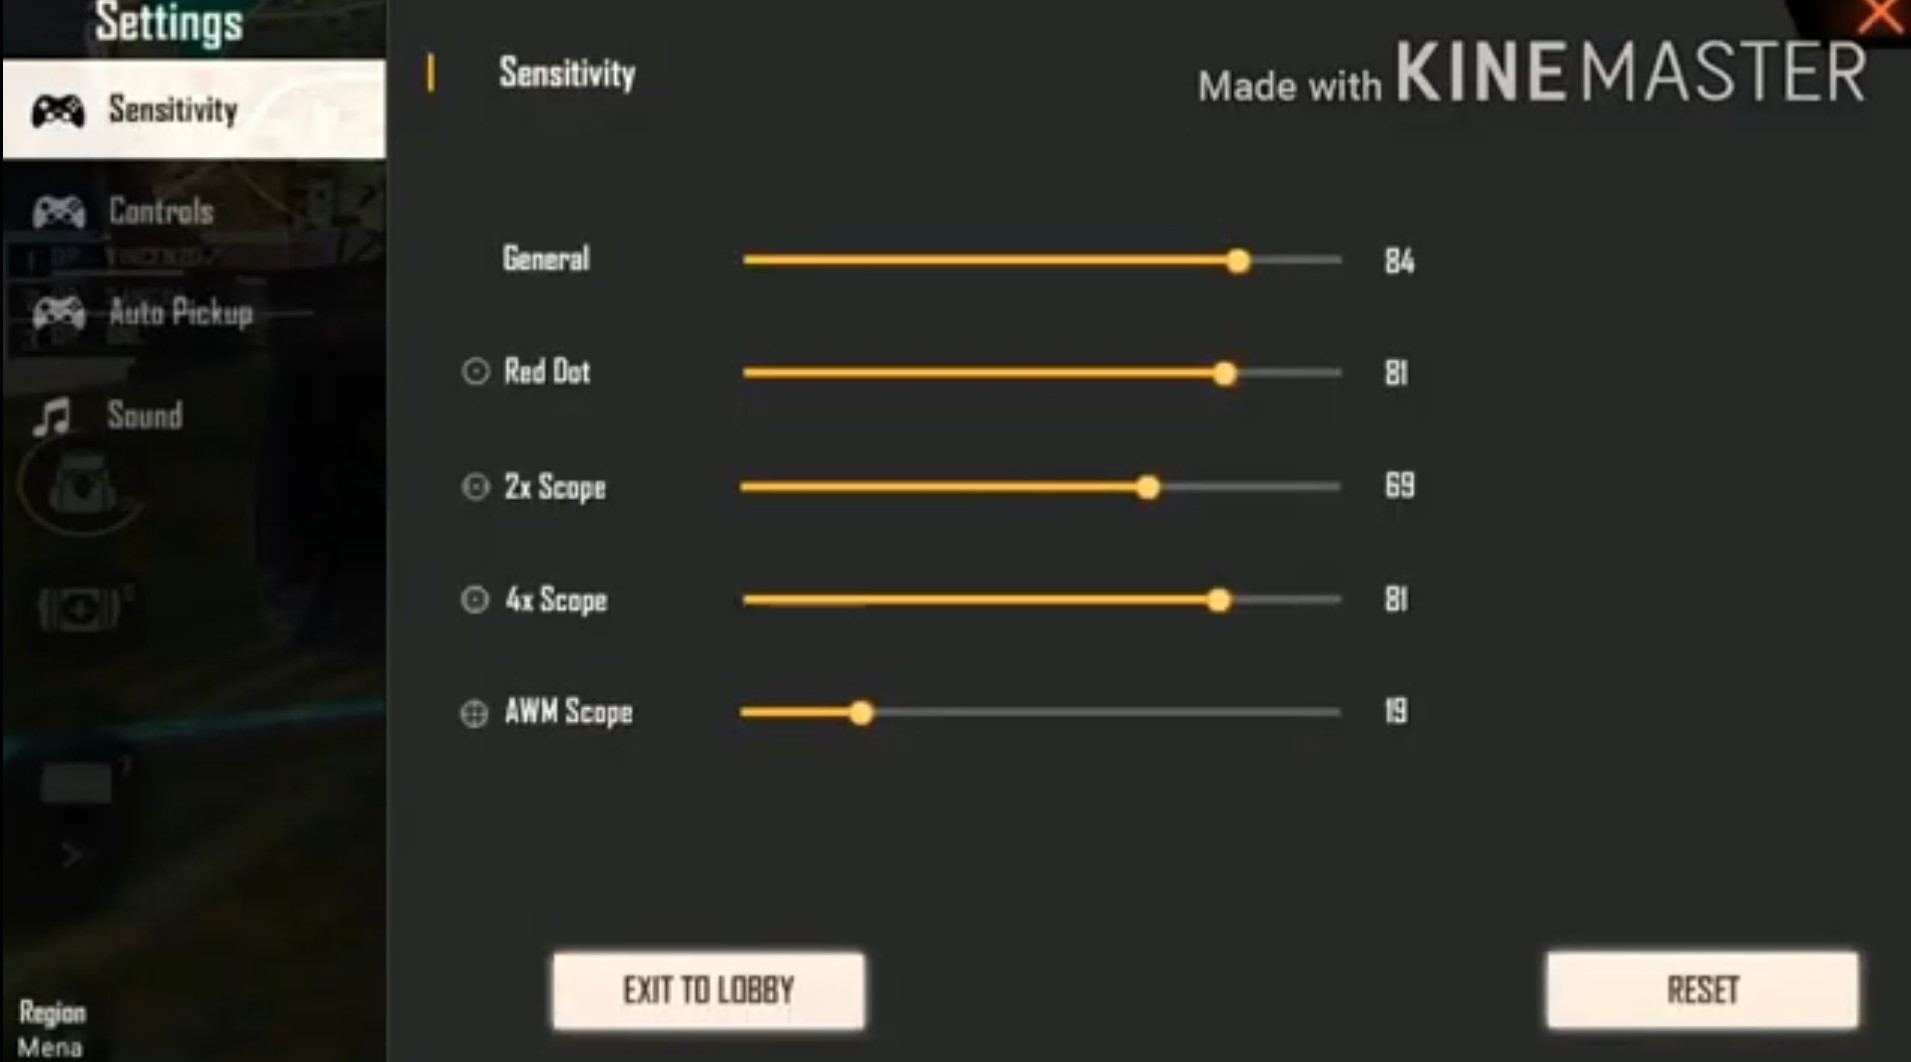 Settings
Sensitivity
Controls
Auto Pickup
Sound
Region
Mena
Sensitivity
Made with KINEMASTER
General 84
Red Dot 81
2x Scope 69
4x Scope 81
AWM Scope 19
EXIT TO LOBBY
RESET